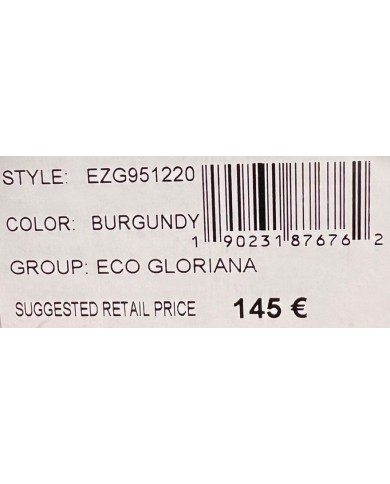 STYLE: EZG951220
COLOR: BURGUNDY
1 90231 87676 2
GROUP: ECO GLORIANA
SUGGESTED RETAIL PRICE 145 €